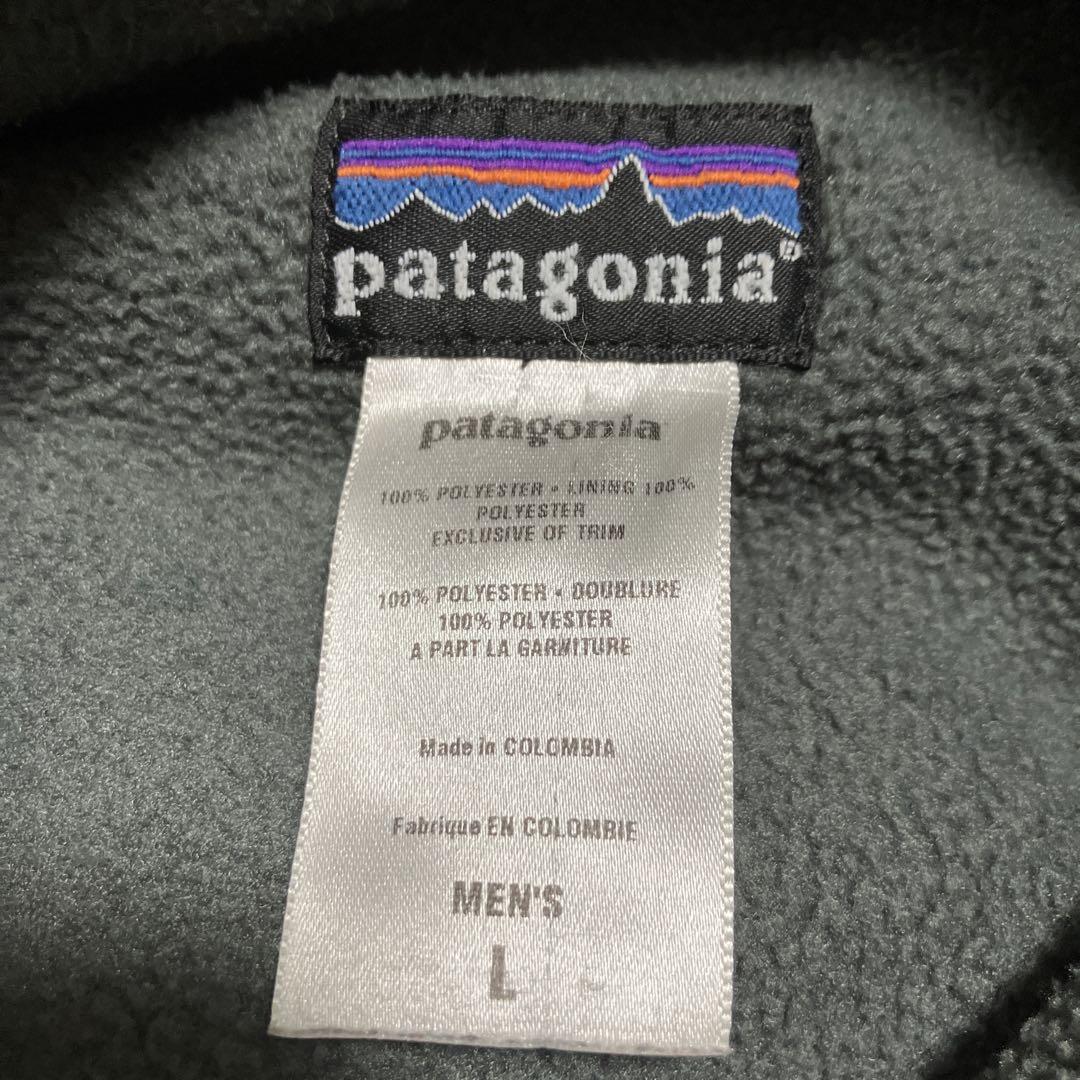 patagonia®
patagonia
100% POLYESTER • LINING 100%
POLYESTER
EXCLUSIVE OF TRIM
100% POLYESTER • DOUBLURE
100% POLYESTER
A PART LA GARNITURE
Made in COLOMBIA
Fabrique EN COLOMBIE
MEN'S
L